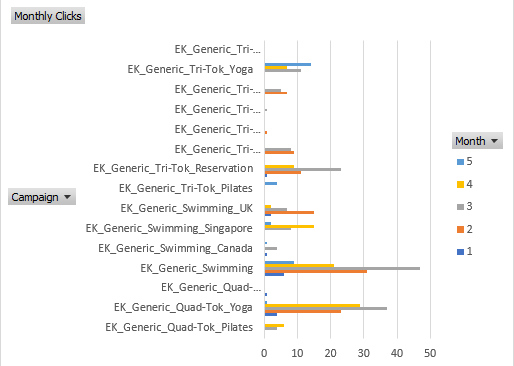 Monthly Clicks
EK_Generic_Tri-...
EK_Generic_Tri-Tok_Yoga
EK_Generic_Tri-...
EK_Generic_Tri-...
EK_Generic_Tri-...
EK_Generic_Tri-...
EK_Generic_Tri-Tok_Reservation
EK_Generic_Tri-Tok_Pilates
EK_Generic_Swimming_UK
EK_Generic_Swimming_Singapore
EK_Generic_Swimming_Canada
EK_Generic_Swimming
EK_Generic_Quad-...
EK_Generic_Quad-Tok_Yoga
EK_Generic_Quad-Tok_Pilates
Campaign
0 10 20 30 40 50
Month
5
4
3
2
1